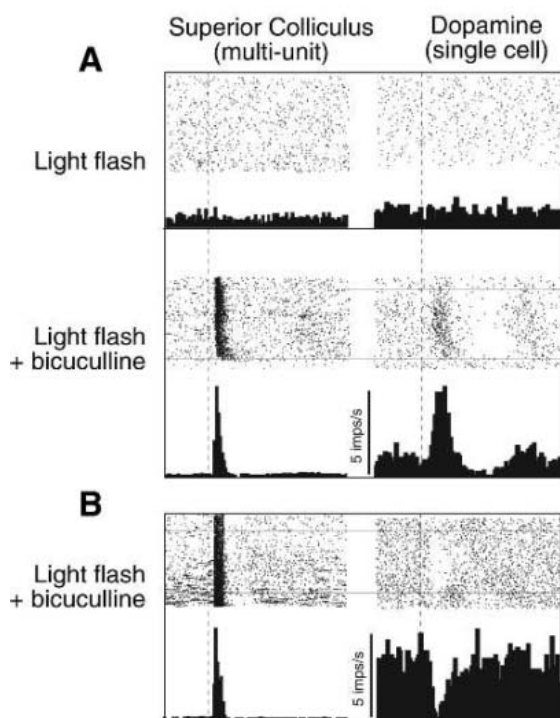 Superior Colliculus
(multi-unit)
Dopamine
(single cell)
A
Light flash
Light flash
+ bicuculline
5 imps/s
B
Light flash
+ bicuculline
5 imps/s